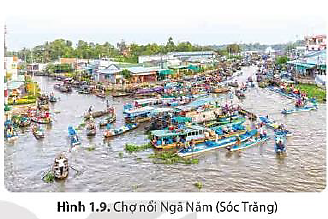 Hình 1.9. Chợ nổi Ngã Năm (Sóc Trăng)